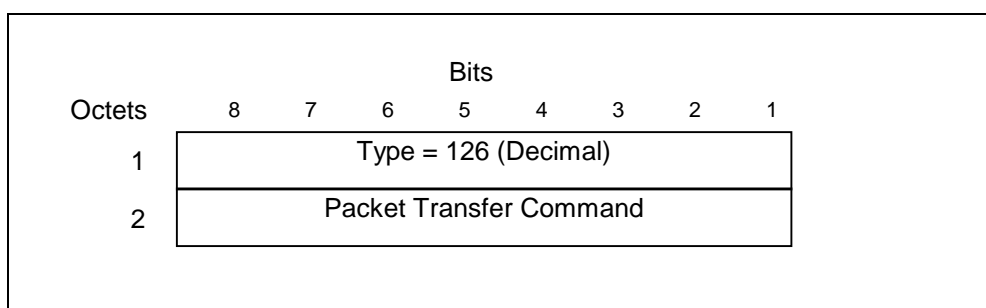 Bits
Octets 8 7 6 5 4 3 2 1
1 Type = 126 (Decimal)
2 Packet Transfer Command